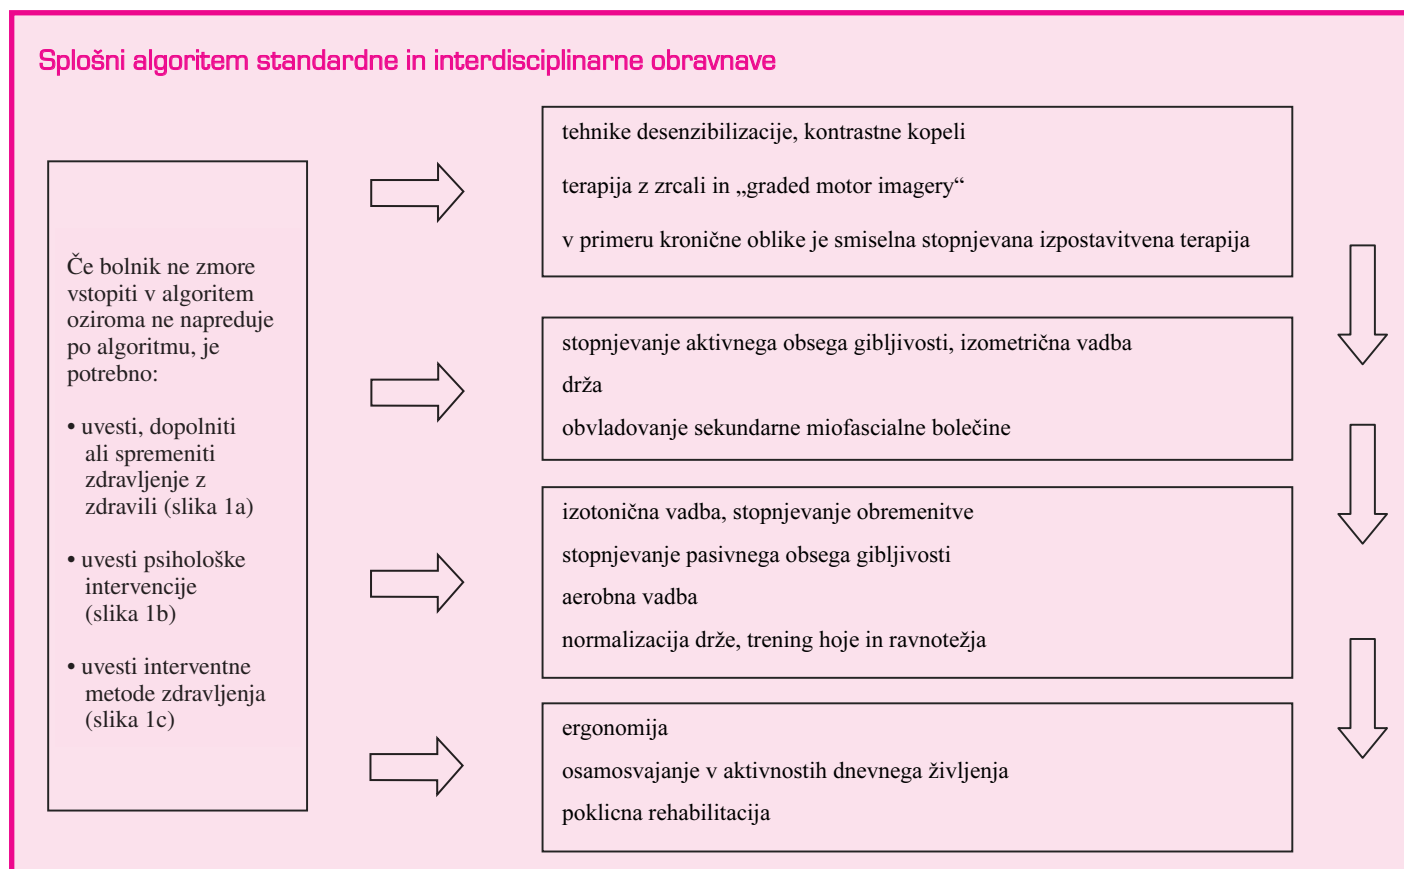 Splošni algoritem standardne in interdisciplinarne obravnave
Če bolnik ne zmore
vstopiti v algoritem
oziroma ne napreduje
po algoritmu, je
potrebno:
• uvesti, dopolniti
ali spremeniti
zdravljenje z
zdravili (slika 1a)
• uvesti psihološke
intervencije
(slika 1b)
• uvesti interventne
metode zdravljenja
(slika 1c)
tehnike desenzibilizacije, kontrastne kopeli
terapija z zrcali in „graded motor imagery“
v primeru kronične oblike je smiselna stopnjevana izpostavitvena terapija
stopnjevanje aktivnega obsega gibljivosti, izometrična vadba
drža
obvladovanje sekundarne miofascialne bolečine
izotonična vadba, stopnjevanje obremenitve
stopnjevanje pasivnega obsega gibljivosti
aerobna vadba
normalizacija drže, trening hoje in ravnotežja
ergonomija
osamosvajanje v aktivnostih dnevnega življenja
poklicna rehabilitacija